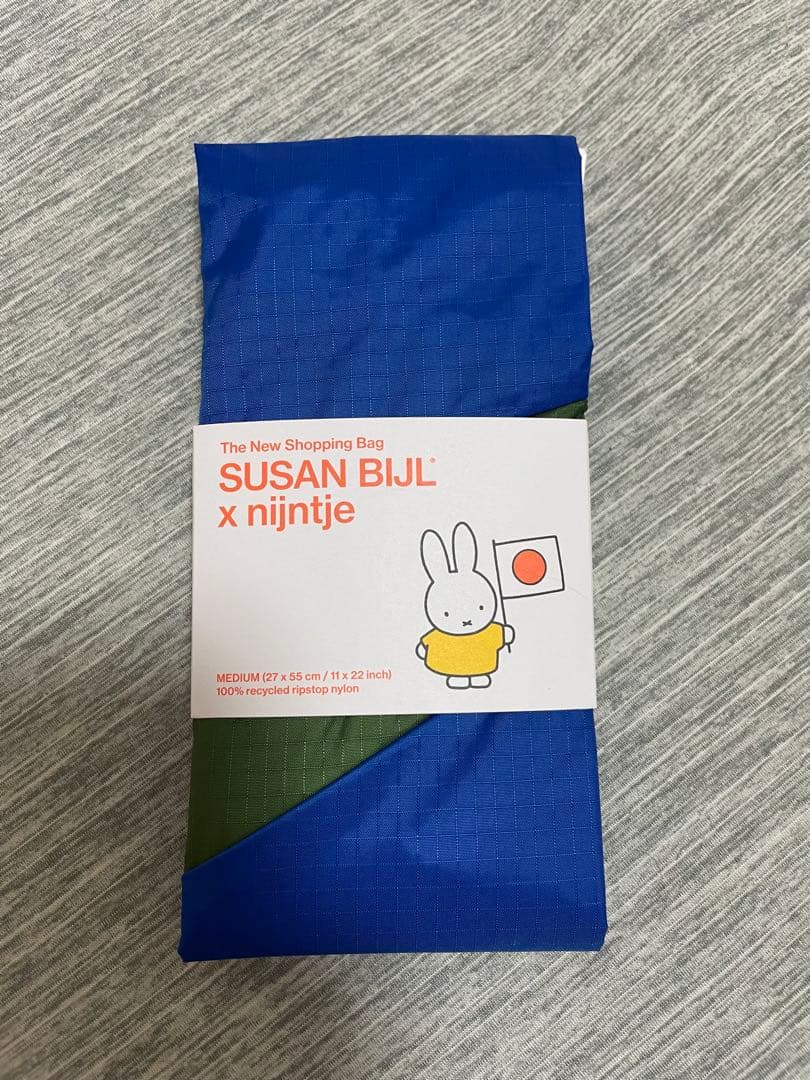 The New Shopping Bag
SUSAN BIJL®
x nijntje
MEDIUM (27 x 55 cm / 11 x 22 inch)
100% recycled ripstop nylon